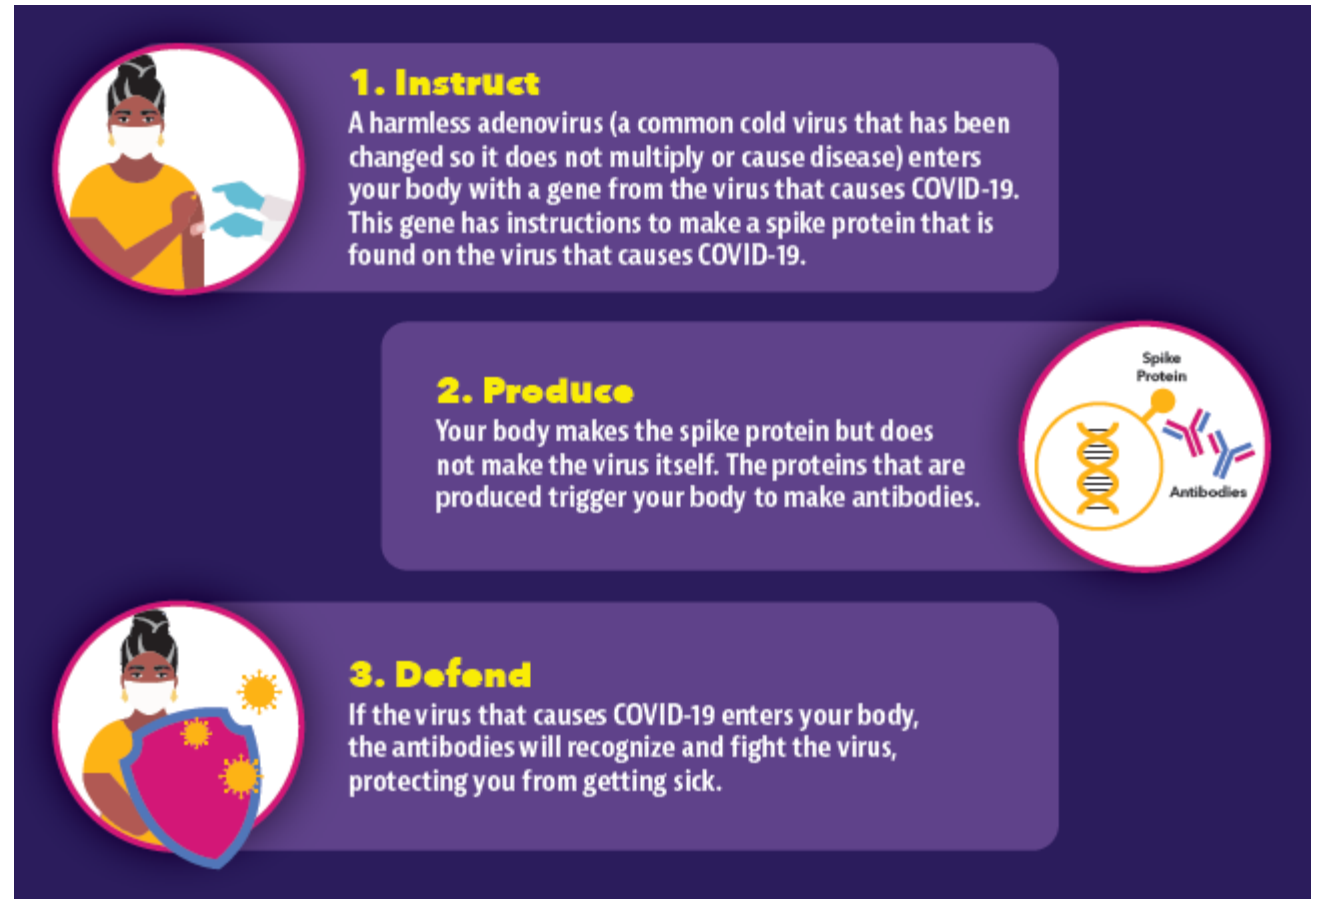 1. Instruct
A harmless adenovirus (a common cold virus that has been
changed so it does not multiply or cause disease) enters
your body with a gene from the virus that causes COVID-19.
This gene has instructions to make a spike protein that is
found on the virus that causes COVID-19.
2. Produce
Your body makes the spike protein but does
not make the virus itself. The proteins that are
produced trigger your body to make antibodies.
Spike
Protein
Antibodies
3. Defend
If the virus that causes COVID-19 enters your body,
the antibodies will recognize and fight the virus,
protecting you from getting sick.